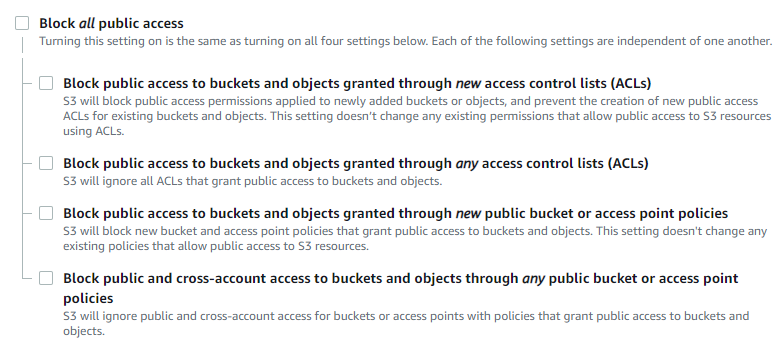 Block all public access
Turning this setting on is the same as turning on all four settings below. Each of the following settings are independent of one another.
Block public access to buckets and objects granted through new access control lists (ACLs)
S3 will block public access permissions applied to newly added buckets or objects, and prevent the creation of new public access
ACLs for existing buckets and objects. This setting doesn't change any existing permissions that allow public access to S3 resources
using ACLs.
Block public access to buckets and objects granted through any access control lists (ACLs)
S3 will ignore all ACLs that grant public access to buckets and objects.
Block public access to buckets and objects granted through new public bucket or access point policies
S3 will block new bucket and access point policies that grant public access to buckets and objects. This setting doesn't change any
existing policies that allow public access to S3 resources.
Block public and cross-account access to buckets and objects through any public bucket or access point
policies
S3 will ignore public and cross-account access for buckets or access points with policies that grant public access to buckets and
objects.